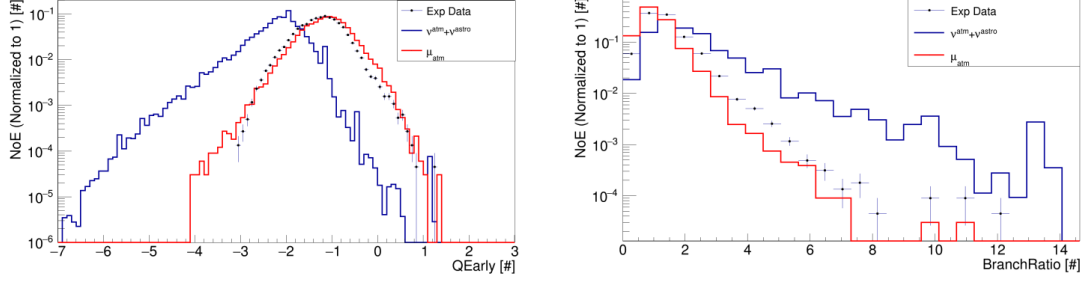 NoE (Normalized to 1) [#]
10⁻¹
10⁻²
10⁻³
10⁻⁴
10⁻⁵
10⁻⁶
Exp Data
νᵃᵗᵐ+νᵃˢᵗʳᵒ
μ_atm
−7 −6 −5 −4 −3 −2 −1 0 1 2 3
QEarly [#]
NoE (Normalized to 1) [#]
10⁻¹
10⁻²
10⁻³
10⁻⁴
Exp Data
νᵃᵗᵐ+νᵃˢᵗʳᵒ
μ_atm
0 2 4 6 8 10 12 14
BranchRatio [#]